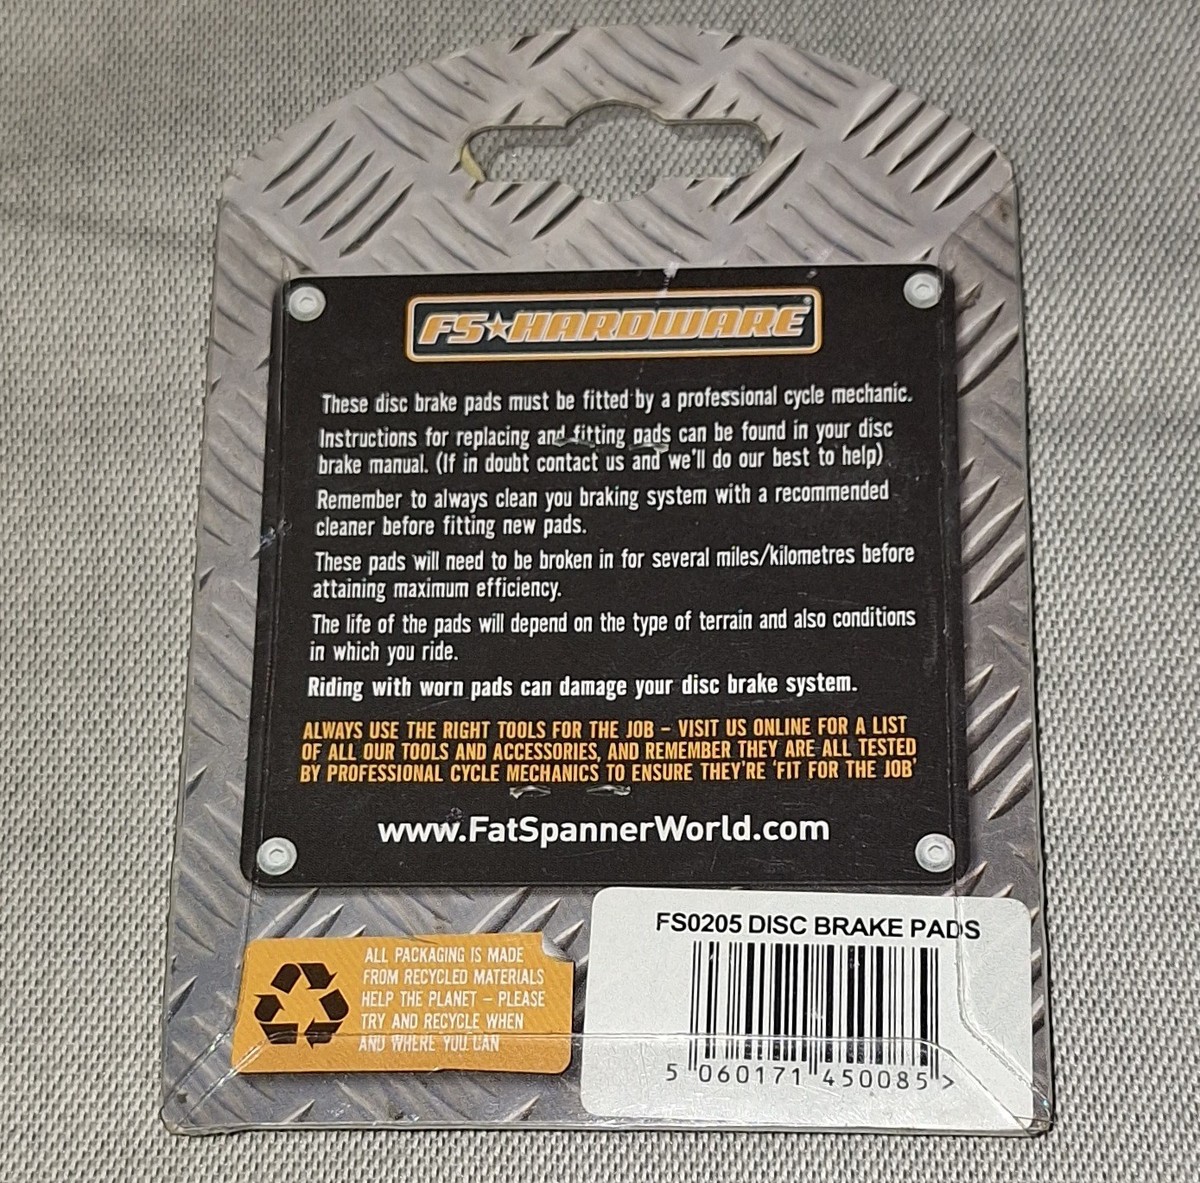 FS★HARDWARE®
These disc brake pads must be fitted by a professional cycle mechanic.
Instructions for replacing and fitting pads can be found in your disc
brake manual. (If in doubt contact us and we'll do our best to help)
Remember to always clean you braking system with a recommended
cleaner before fitting new pads.
These pads will need to be broken in for several miles/kilometres before
attaining maximum efficiency.
The life of the pads will depend on the type of terrain and also conditions
in which you ride.
Riding with worn pads can damage your disc brake system.
ALWAYS USE THE RIGHT TOOLS FOR THE JOB – VISIT US ONLINE FOR A LIST
OF ALL OUR TOOLS AND ACCESSORIES, AND REMEMBER THEY ARE ALL TESTED
BY PROFESSIONAL CYCLE MECHANICS TO ENSURE THEY'RE 'FIT FOR THE JOB'
www.FatSpannerWorld.com
ALL PACKAGING IS MADE
FROM RECYCLED MATERIALS
HELP THE PLANET – PLEASE
TRY AND RECYCLE WHEN
AND WHERE YOU CAN
FS0205 DISC BRAKE PADS
5 060171 450085 >